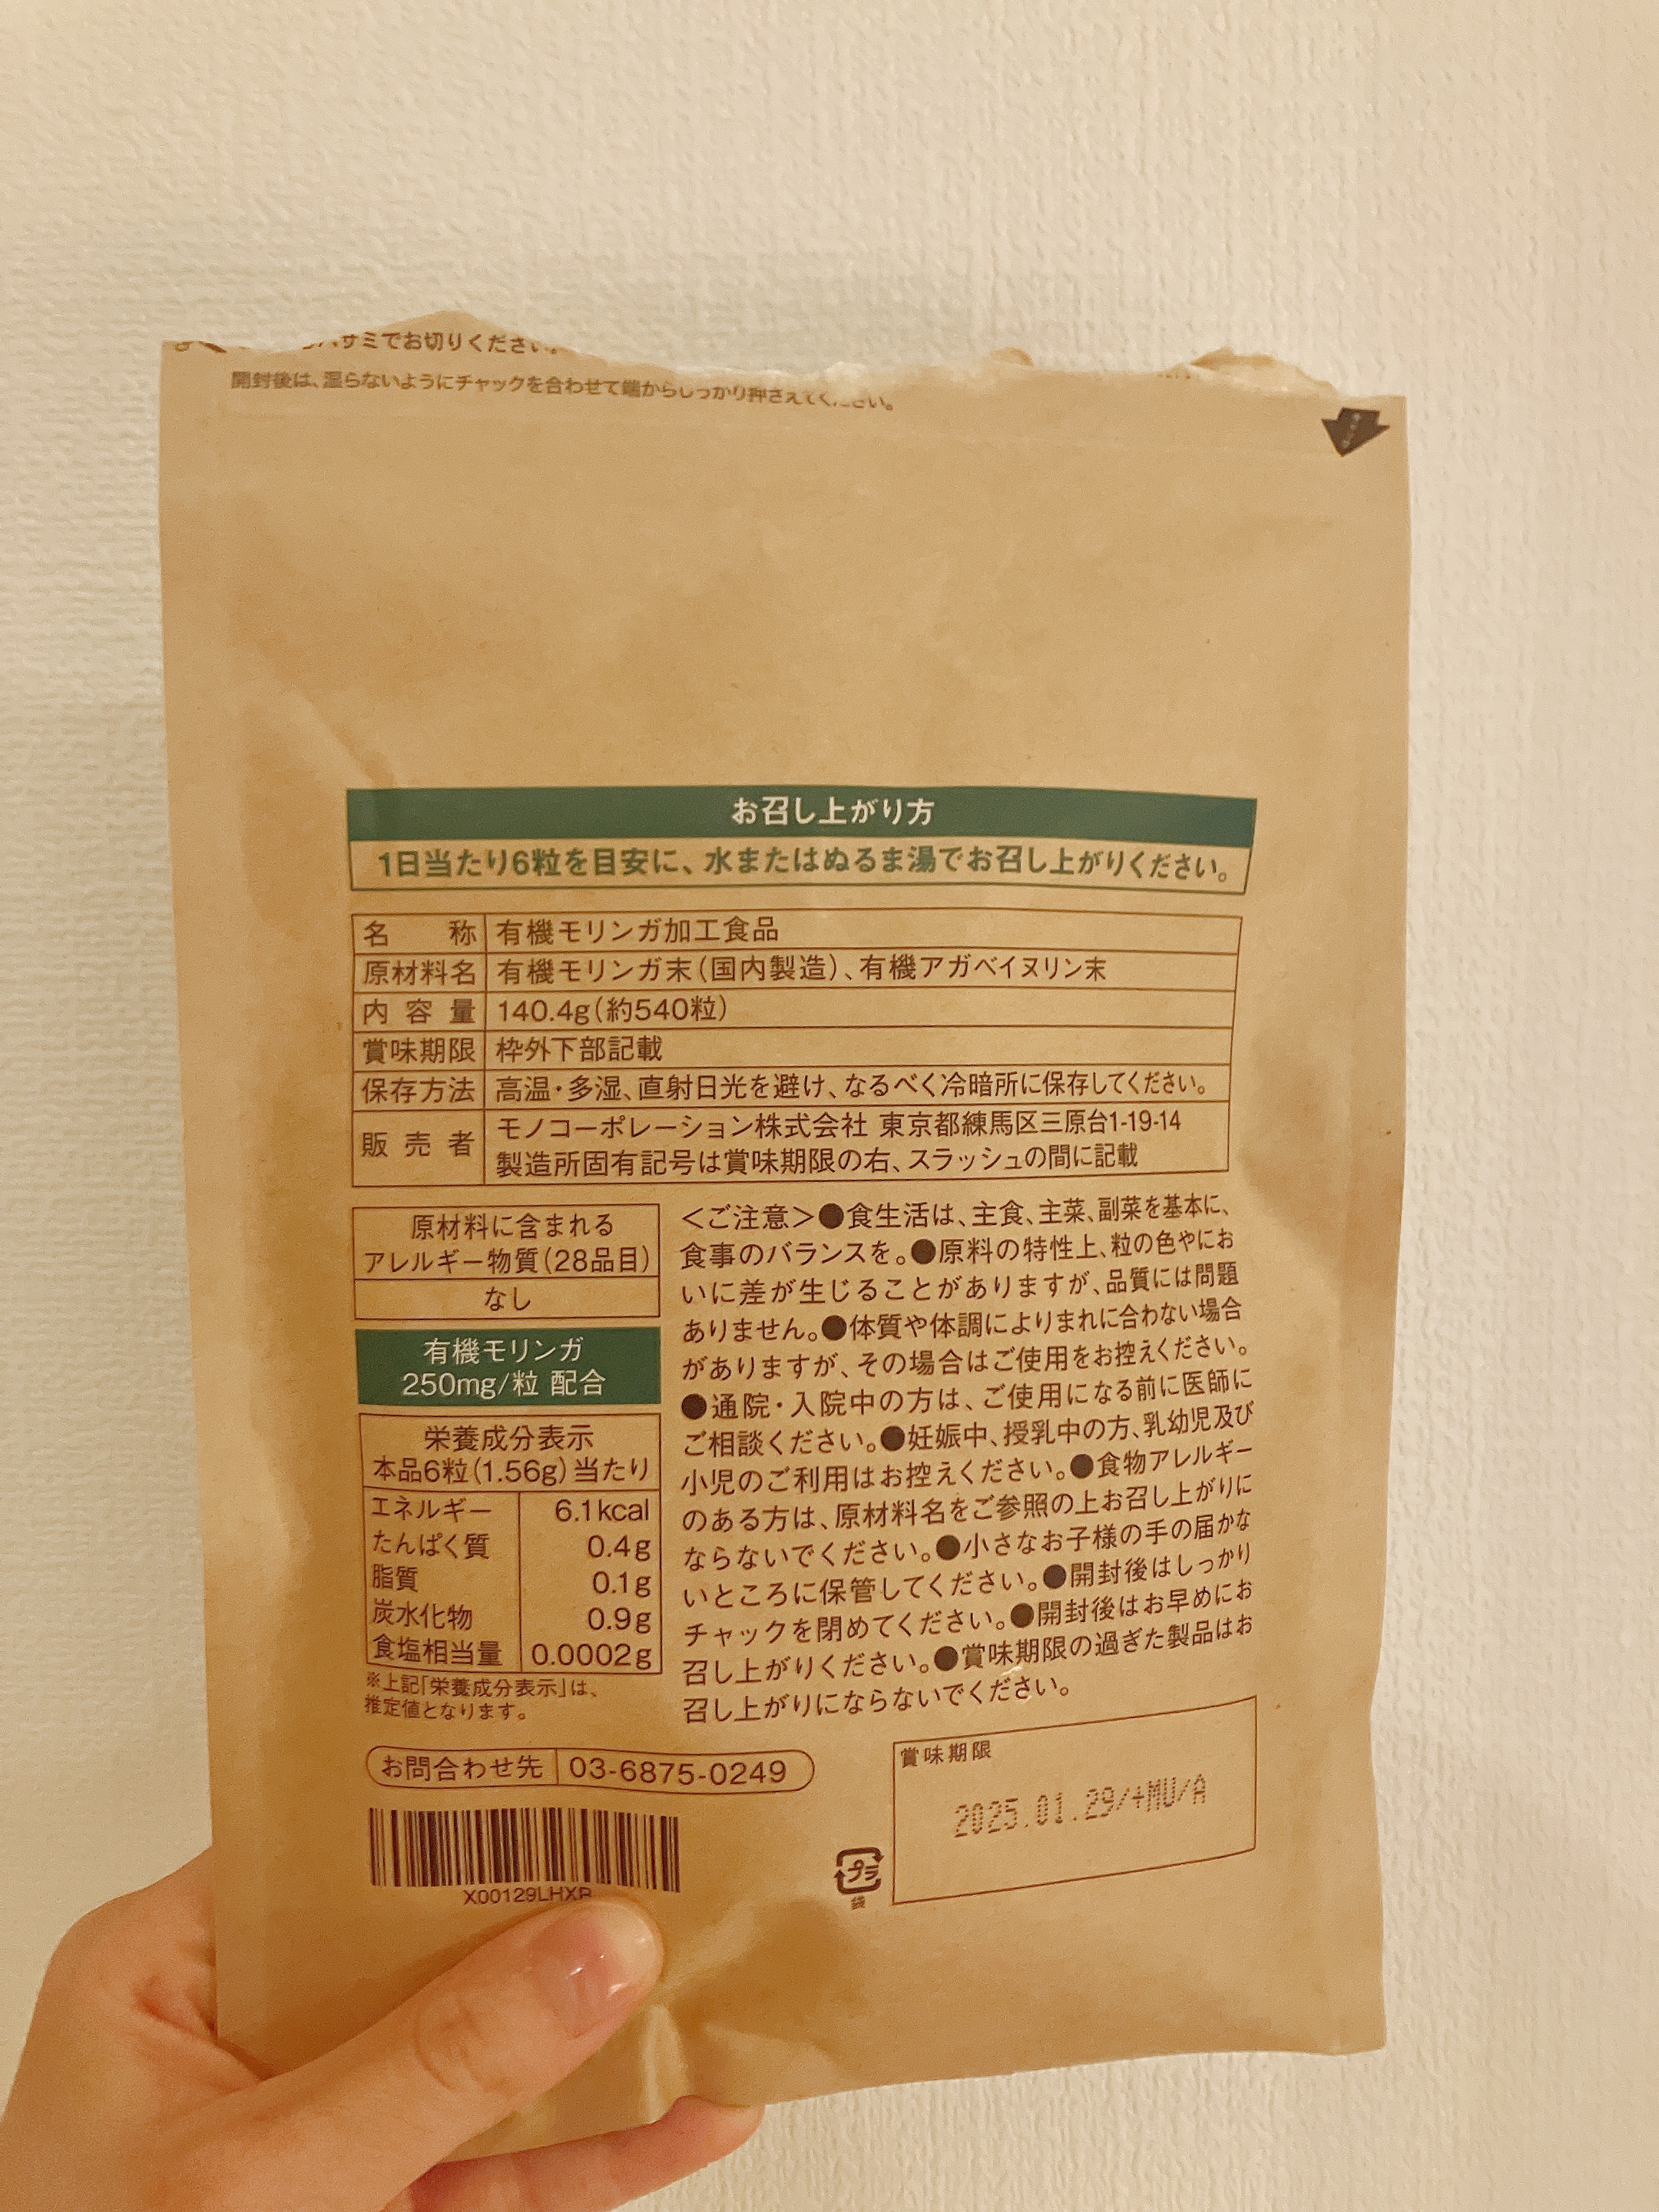 サミでお切りくださ
開封後は、湿らないようにチャックを合わせて端からしっかり押さえてください。
お召し上がり方
1日当たり6粒を目安に、水またはぬるま湯でお召し上がりください。
名 称 有機モリンガ加工食品
原材料名 有機モリンガ末(国内製造)、有機アガベイヌリン末
内容量 140.4g(約540粒)
賞味期限 枠外下部記載
保存方法 高温・多湿、直射日光を避け、なるべく冷暗所に保存してください。
販売者 モノコーポレーション株式会社 東京都練馬区三原台1-19-14
製造所固有記号は賞味期限の右、スラッシュの間に記載
原材料に含まれる
アレルギー物質(28品目)
なし
有機モリンガ
250mg/粒 配合
栄養成分表示
本品6粒(1.56g)当たり
エネルギー 6.1kcal
たんぱく質 0.4g
脂質 0.1g
炭水化物 0.9g
食塩相当量 0.0002g
※上記「栄養成分表示」は、
推定値となります。
<ご注意>●食生活は、主食、主菜、副菜を基本に、
食事のバランスを。●原料の特性上、粒の色やにお
いに差が生じることがありますが、品質には問題
ありません。●体質や体調によりまれに合わない場合
がありますが、その場合はご使用をお控えください。
●通院・入院中の方は、ご使用になる前に医師に
ご相談ください。●妊娠中、授乳中の方、乳幼児及び
小児のご利用はお控えください。●食物アレルギー
のある方は、原材料名をご参照の上お召し上がりに
ならないでください。●小さなお子様の手の届かな
いところに保管してください。●開封後はしっかり
チャックを閉めてください。●開封後はお早めにお
召し上がりください。●賞味期限の過ぎた製品はお
召し上がりにならないでください。
お問合わせ先 03-6875-0249
X00129LHXR
プラ
袋
賞味期限
2025.01.29/+MU/A